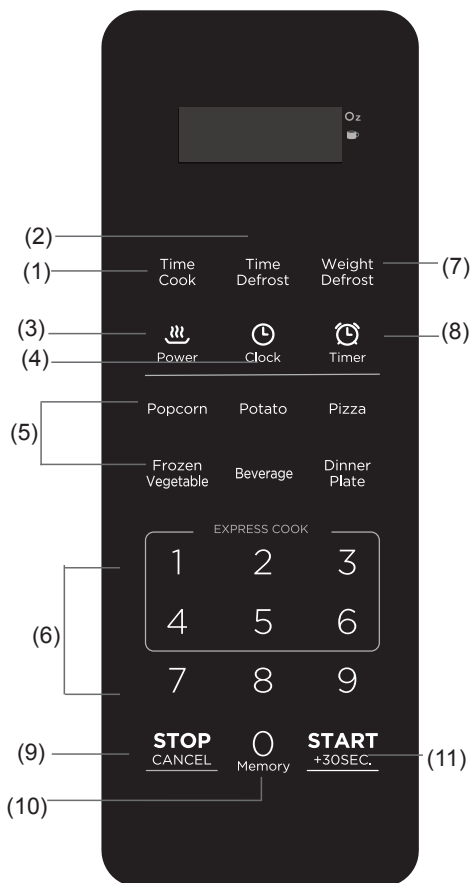 Oz
(2)
(1)
Time
Cook
Time
Defrost
Weight
Defrost
(7)
(3)
(4)
Power
Clock
Timer
(8)
(5)
Popcorn
Potato
Pizza
Frozen
Vegetable
Beverage
Dinner
Plate
EXPRESS COOK
(6)
1 2 3
4 5 6
7 8 9
(9)
STOP
CANCEL
0
Memory
START
+30SEC.
(11)
(10)